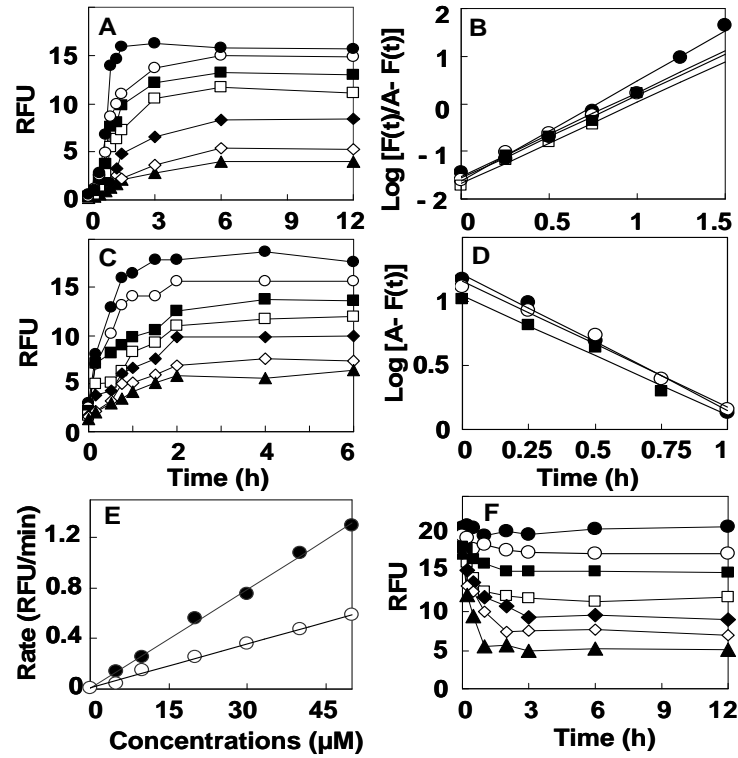 A
RFU
15
10
5
0
0 3 6 9 12
B
Log [F(t)/A- F(t)]
2
1
0
- 1
- 2
0 0.5 1 1.5
C
RFU
15
10
5
0
0 1 2 3 4 5 6
Time (h)
D
Log [A- F(t)]
1
0.5
0
0 0.25 0.5 0.75 1
Time (h)
E
Rate (RFU/min)
1.2
0.8
0.4
0
0 15 30 45
Concentrations (µM)
F
RFU
20
15
10
5
0
0 3 6 9 12
Time (h)